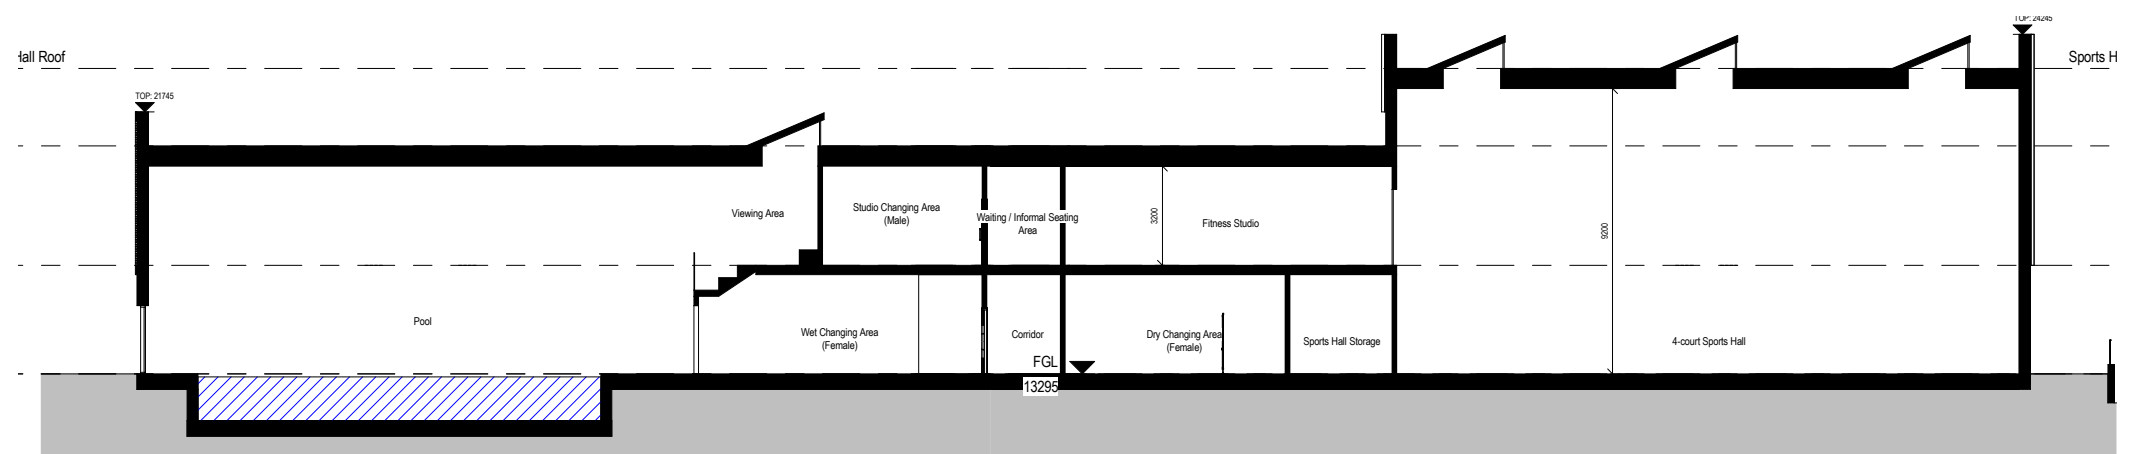 TOP: 24245
Hall Roof
Sports H
TOP: 21745
Viewing Area
Studio Changing Area
(Male)
Waiting / Informal Seating
Area
3200
Fitness Studio
9200
Pool
Wet Changing Area
(Female)
Corridor
Dry Changing Area
(Female)
Sports Hall Storage
4-court Sports Hall
FGL
13295